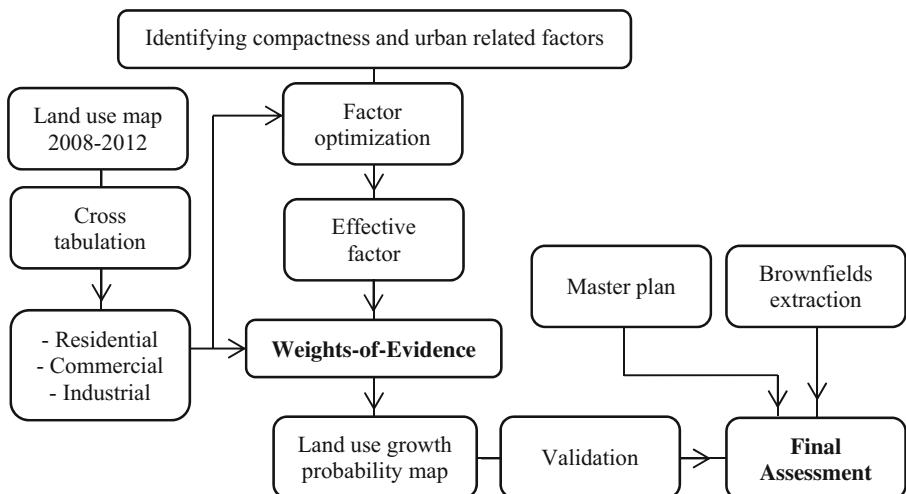 Identifying compactness and urban related factors
Land use map
2008-2012
Factor
optimization
Cross
tabulation
Effective
factor
Master plan
Brownfields
extraction
- Residential
- Commercial
- Industrial
Weights-of-Evidence
Land use growth
probability map
Validation
Final
Assessment